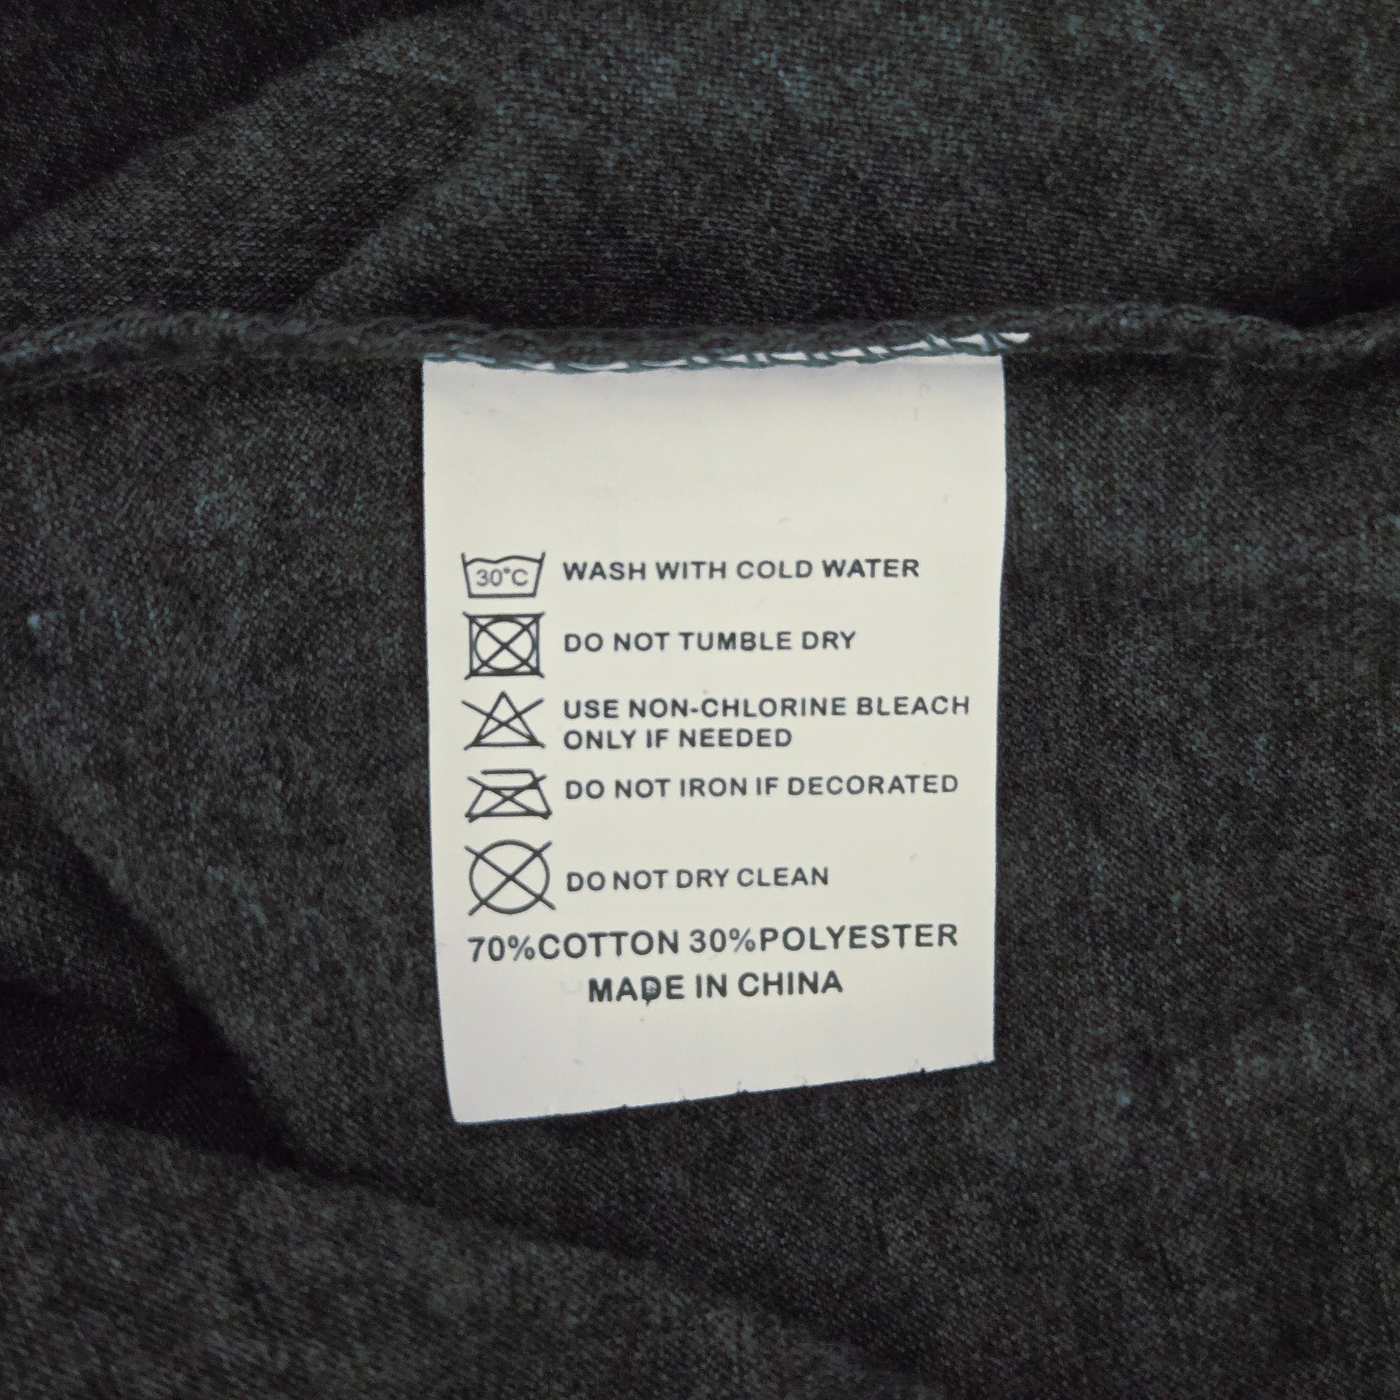 30°C WASH WITH COLD WATER
DO NOT TUMBLE DRY
USE NON-CHLORINE BLEACH
ONLY IF NEEDED
DO NOT IRON IF DECORATED
DO NOT DRY CLEAN
70%COTTON 30%POLYESTER
MADE IN CHINA